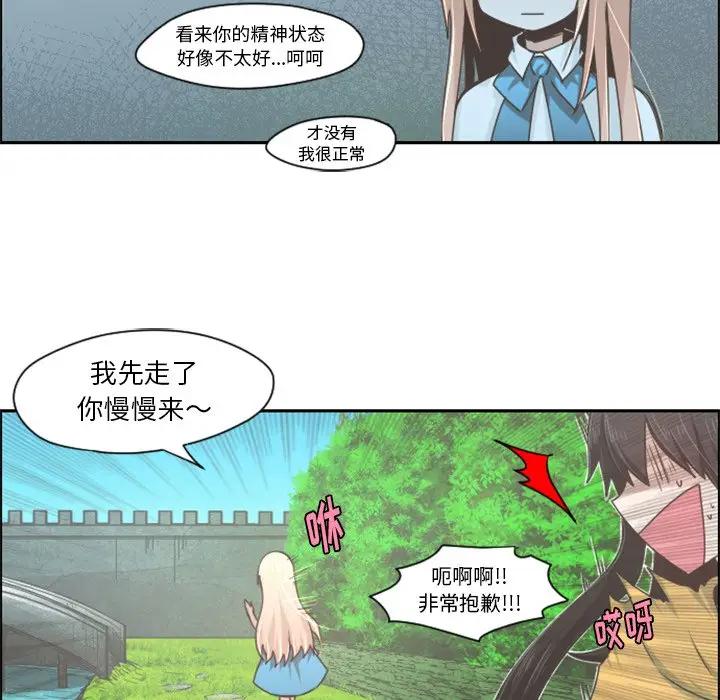 看来你的精神状态
好像不太好...呵呵
才没有
我很正常
我先走了
你慢慢来～
咻
呃啊啊!!
非常抱歉!!!
哎呀